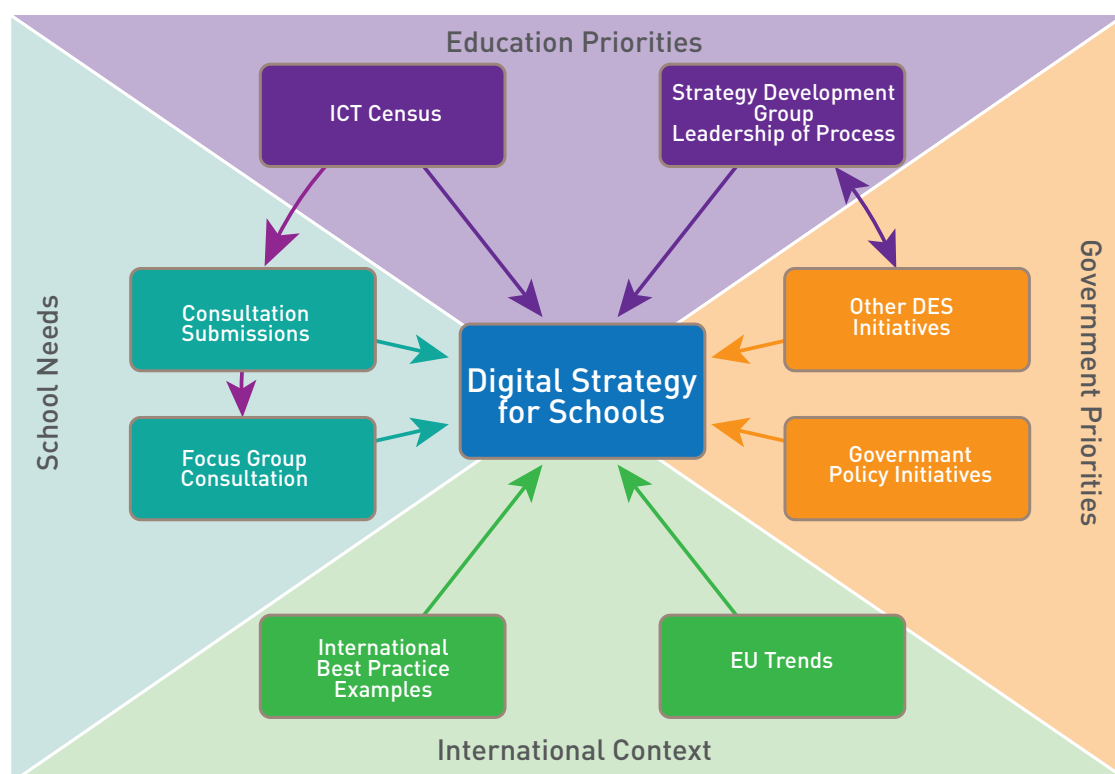 Education Priorities
ICT Census
Strategy Development
Group
Leadership of Process
School Needs
Consultation
Submissions
Focus Group
Consultation
Digital Strategy
for Schools
Other DES
Initiatives
Governmant
Policy Initiatives
Government Priorities
International
Best Practice
Examples
EU Trends
International Context